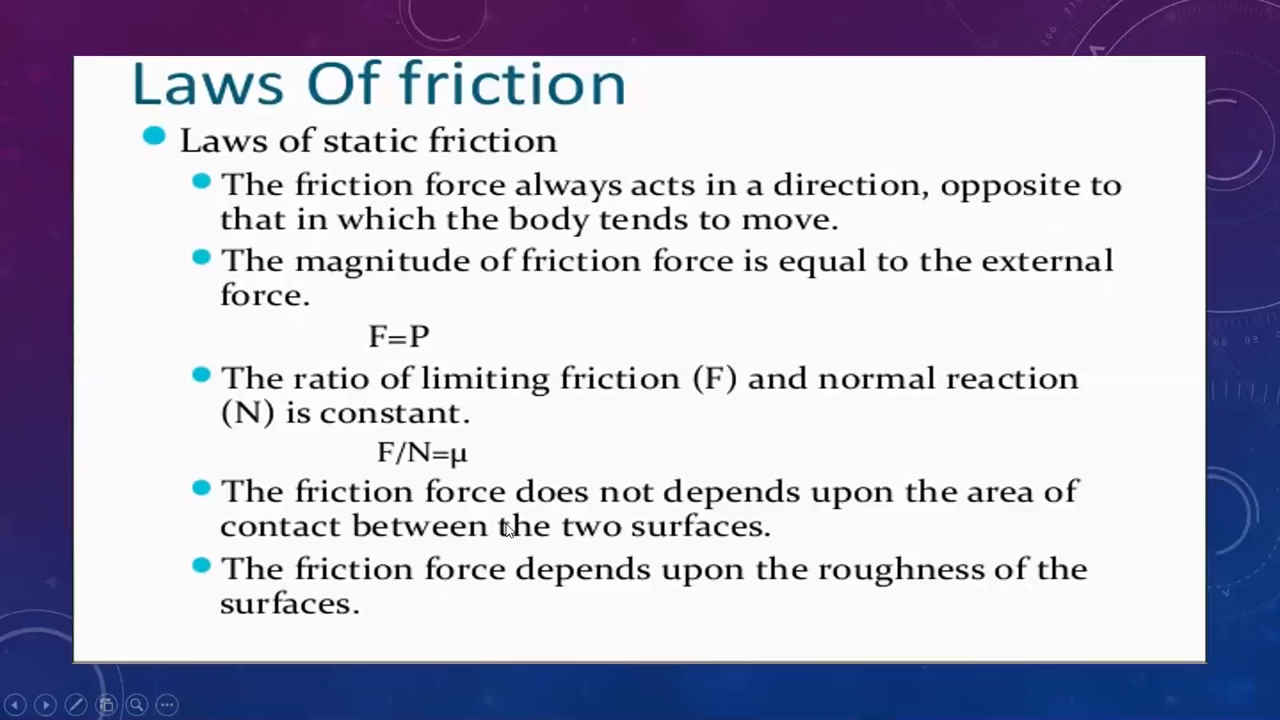 Laws Of friction
Laws of static friction
The friction force always acts in a direction, opposite to
that in which the body tends to move.
The magnitude of friction force is equal to the external
force.
F=P
The ratio of limiting friction (F) and normal reaction
(N) is constant.
F/N=μ
The friction force does not depends upon the area of
contact between the two surfaces.
The friction force depends upon the roughness of the
surfaces.